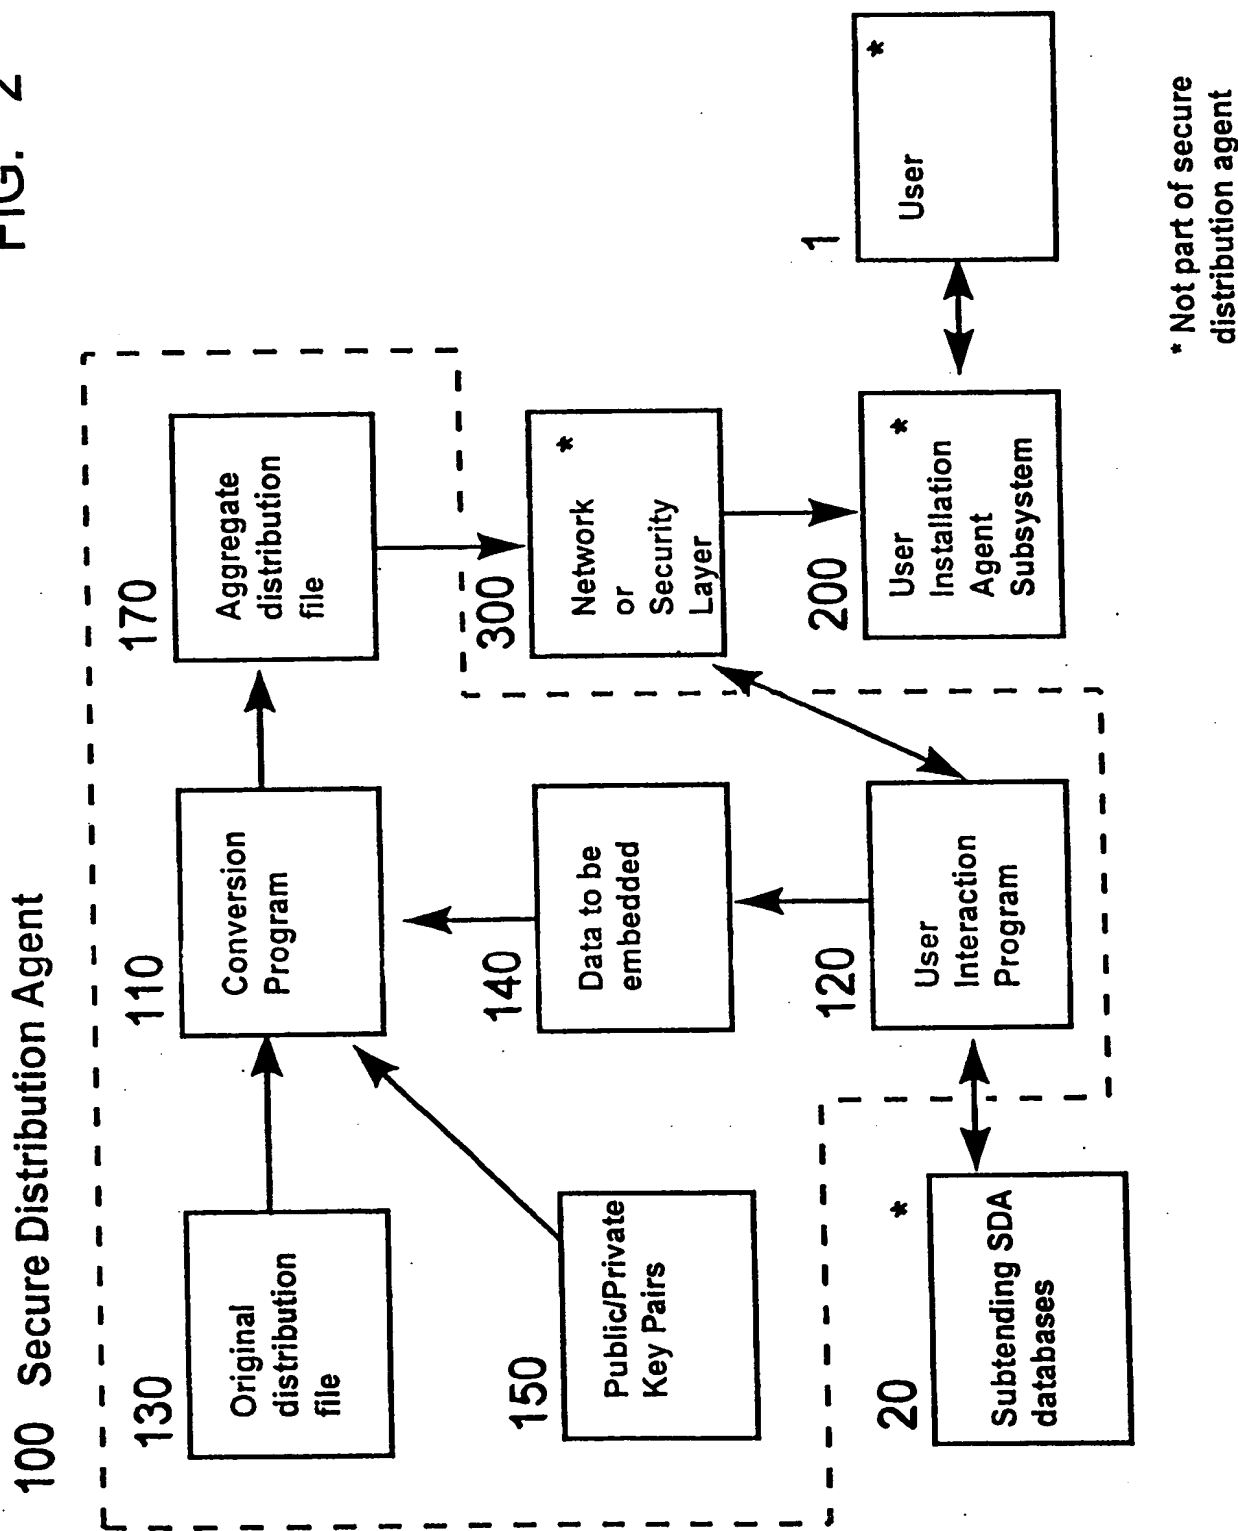 FIG. 2
100 Secure Distribution Agent
130
Original
distribution
file
110
Conversion
Program
170
Aggregate
distribution
file
150
Public/Private
Key Pairs
140
Data to be
embedded
300
*
Network
or
Security
Layer
20
*
Subtending SDA
databases
120
User
Interaction
Program
200
User *
Installation
Agent
Subsystem
1
*
User
* Not part of secure
distribution agent